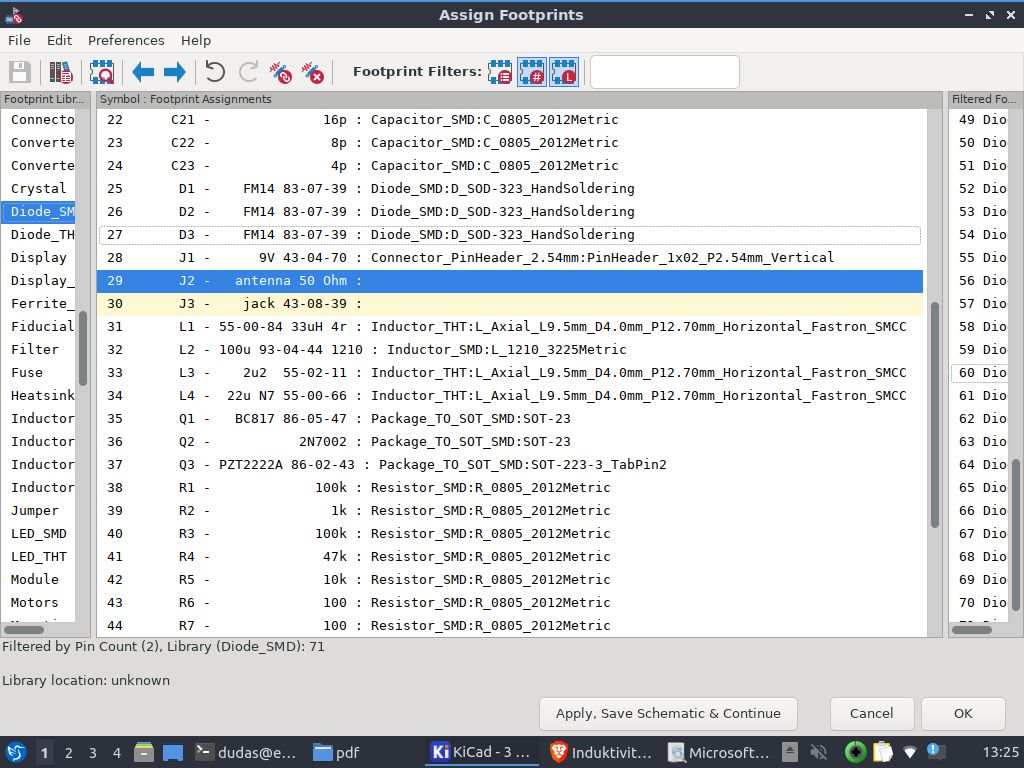 Assign Footprints
File Edit Preferences Help
Footprint Filters:
Footprint Libr... Symbol : Footprint Assignments Filtered Fo...
Connecto 22 C21 - 16p : Capacitor_SMD:C_0805_2012Metric 49 Dio
Converte 23 C22 - 8p : Capacitor_SMD:C_0805_2012Metric 50 Dio
Converte 24 C23 - 4p : Capacitor_SMD:C_0805_2012Metric 51 Dio
Crystal 25 D1 - FM14 83-07-39 : Diode_SMD:D_SOD-323_HandSoldering 52 Dio
Diode_SM 26 D2 - FM14 83-07-39 : Diode_SMD:D_SOD-323_HandSoldering 53 Dio
Diode_TH 27 D3 - FM14 83-07-39 : Diode_SMD:D_SOD-323_HandSoldering 54 Dio
Display 28 J1 - 9V 43-04-70 : Connector_PinHeader_2.54mm:PinHeader_1x02_P2.54mm_Vertical 55 Dio
Display_ 29 J2 - antenna 50 Ohm : 56 Dio
Ferrite_ 30 J3 - jack 43-08-39 : 57 Dio
Fiducial 31 L1 - 55-00-84 33uH 4r : Inductor_THT:L_Axial_L9.5mm_D4.0mm_P12.70mm_Horizontal_Fastron_SMCC 58 Dio
Filter 32 L2 - 100u 93-04-44 1210 : Inductor_SMD:L_1210_3225Metric 59 Dio
Fuse 33 L3 - 2u2 55-02-11 : Inductor_THT:L_Axial_L9.5mm_D4.0mm_P12.70mm_Horizontal_Fastron_SMCC 60 Dio
Heatsink 34 L4 - 22u N7 55-00-66 : Inductor_THT:L_Axial_L9.5mm_D4.0mm_P12.70mm_Horizontal_Fastron_SMCC 61 Dio
Inductor 35 Q1 - BC817 86-05-47 : Package_TO_SOT_SMD:SOT-23 62 Dio
Inductor 36 Q2 - 2N7002 : Package_TO_SOT_SMD:SOT-23 63 Dio
Inductor 37 Q3 - PZT2222A 86-02-43 : Package_TO_SOT_SMD:SOT-223-3_TabPin2 64 Dio
Inductor 38 R1 - 100k : Resistor_SMD:R_0805_2012Metric 65 Dio
Jumper 39 R2 - 1k : Resistor_SMD:R_0805_2012Metric 66 Dio
LED_SMD 40 R3 - 100k : Resistor_SMD:R_0805_2012Metric 67 Dio
LED_THT 41 R4 - 47k : Resistor_SMD:R_0805_2012Metric 68 Dio
Module 42 R5 - 10k : Resistor_SMD:R_0805_2012Metric 69 Dio
Motors 43 R6 - 100 : Resistor_SMD:R_0805_2012Metric 70 Dio
44 R7 - 100 : Resistor_SMD:R_0805_2012Metric
Filtered by Pin Count (2), Library (Diode_SMD): 71
Library location: unknown
Apply, Save Schematic & Continue Cancel OK
1 2 3 4 dudas@e... pdf Ki KiCad - 3 ... Induktivit... Microsoft... 13:25